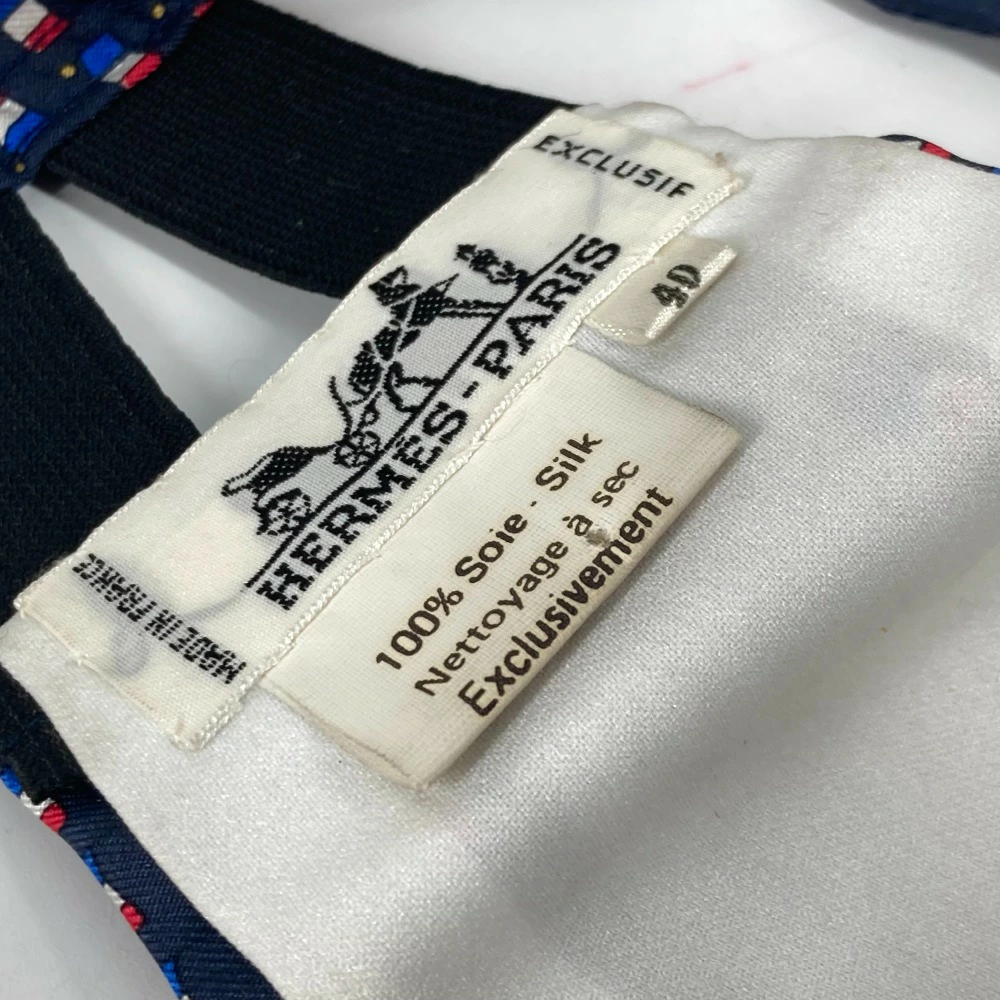 EXCLUSIF
HERMÈS-PARIS
MADE IN FRANCE
40
100% Soie · Silk
Nettoyage à sec
Exclusivement